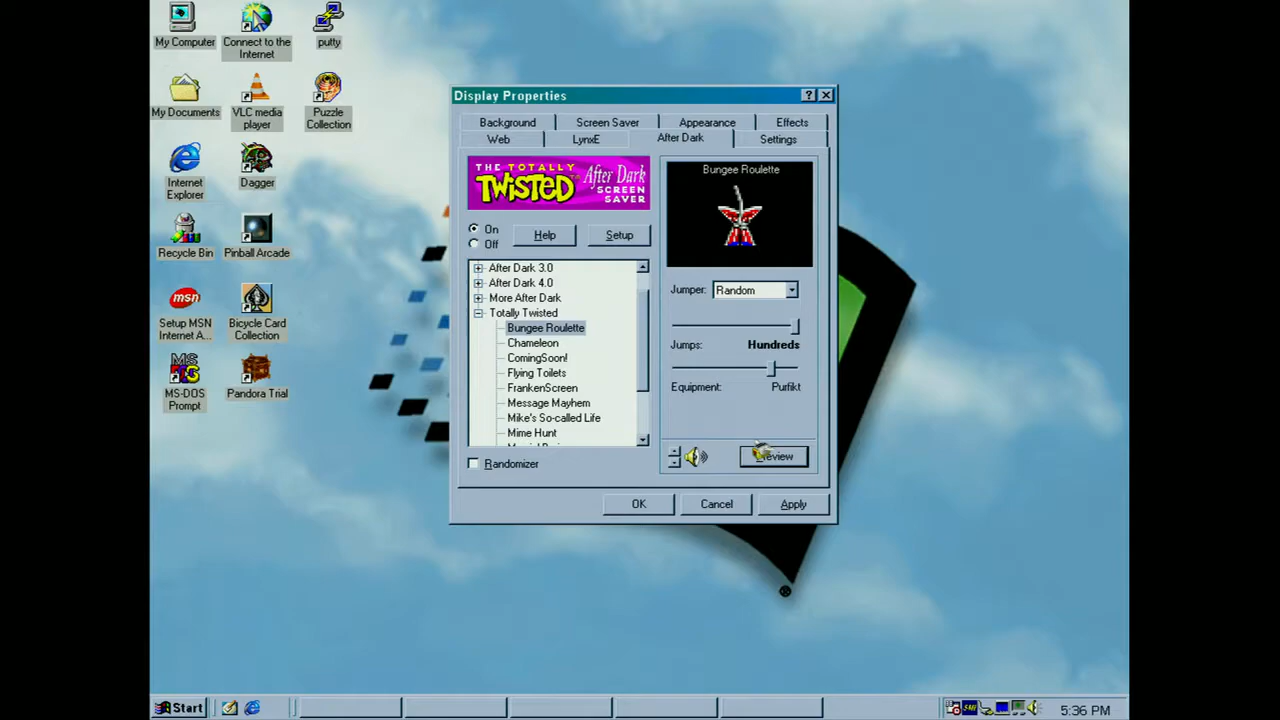 My Computer
Connect to the
Internet
putty
My Documents
VLC media
player
Puzzle
Collection
Internet
Explorer
Dagger
Recycle Bin
Pinball Arcade
msn
Setup MSN
Internet A...
Bicycle Card
Collection
MS
DOS
MS-DOS
Prompt
Pandora Trial
Display Properties
Background
Screen Saver
Appearance
Effects
Web
LynxE
After Dark
Settings
THE TOTALLY
TWISTED
After Dark
SCREEN
SAVER
On
Off
Help
Setup
After Dark 3.0
After Dark 4.0
More After Dark
Totally Twisted
Bungee Roulette
Chameleon
ComingSoon!
Flying Toilets
FrankenScreen
Message Mayhem
Mike's So-called Life
Mime Hunt
Randomizer
Bungee Roulette
Jumper: Random
Jumps: Hundreds
Equipment: Purfikt
Preview
OK
Cancel
Apply
Start
5:36 PM